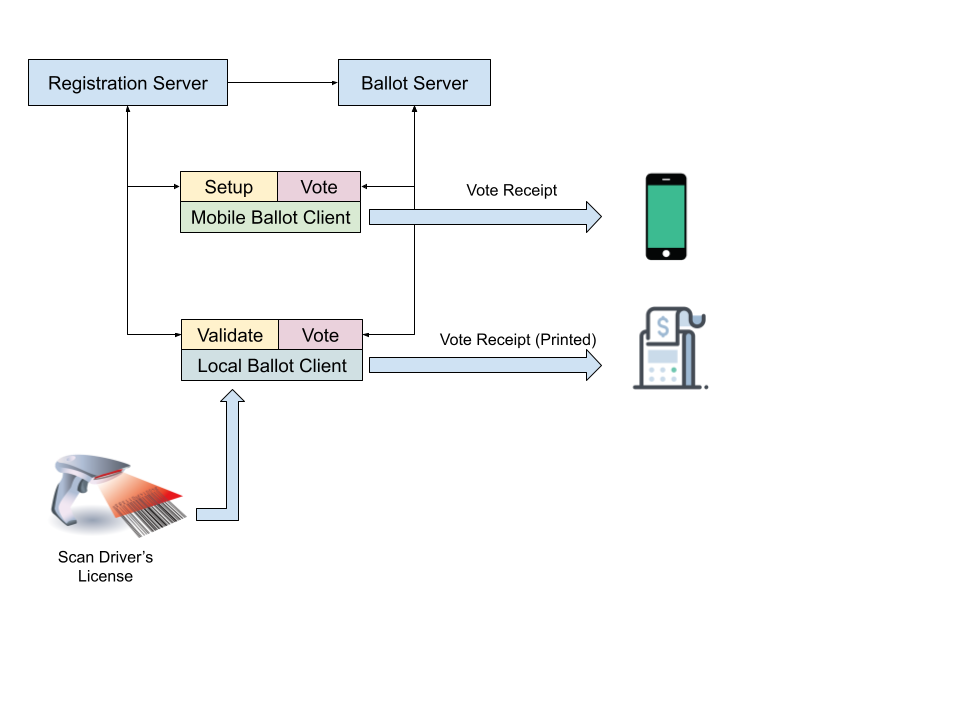 Registration Server
Ballot Server
Setup
Vote
Mobile Ballot Client
Vote Receipt
Validate
Vote
Local Ballot Client
Vote Receipt (Printed)
$
Scan Driver’s
License